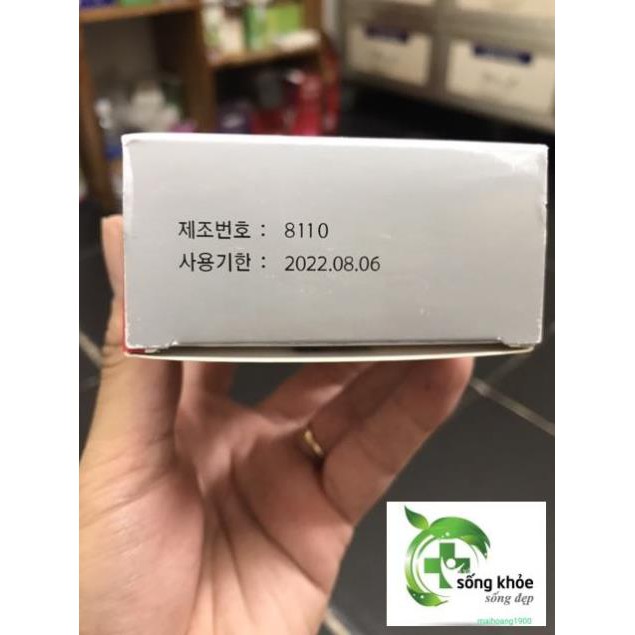 제조번호 : 8110
사용기한 : 2022.08.06
sống khỏe
sống đẹp
maihoang1900